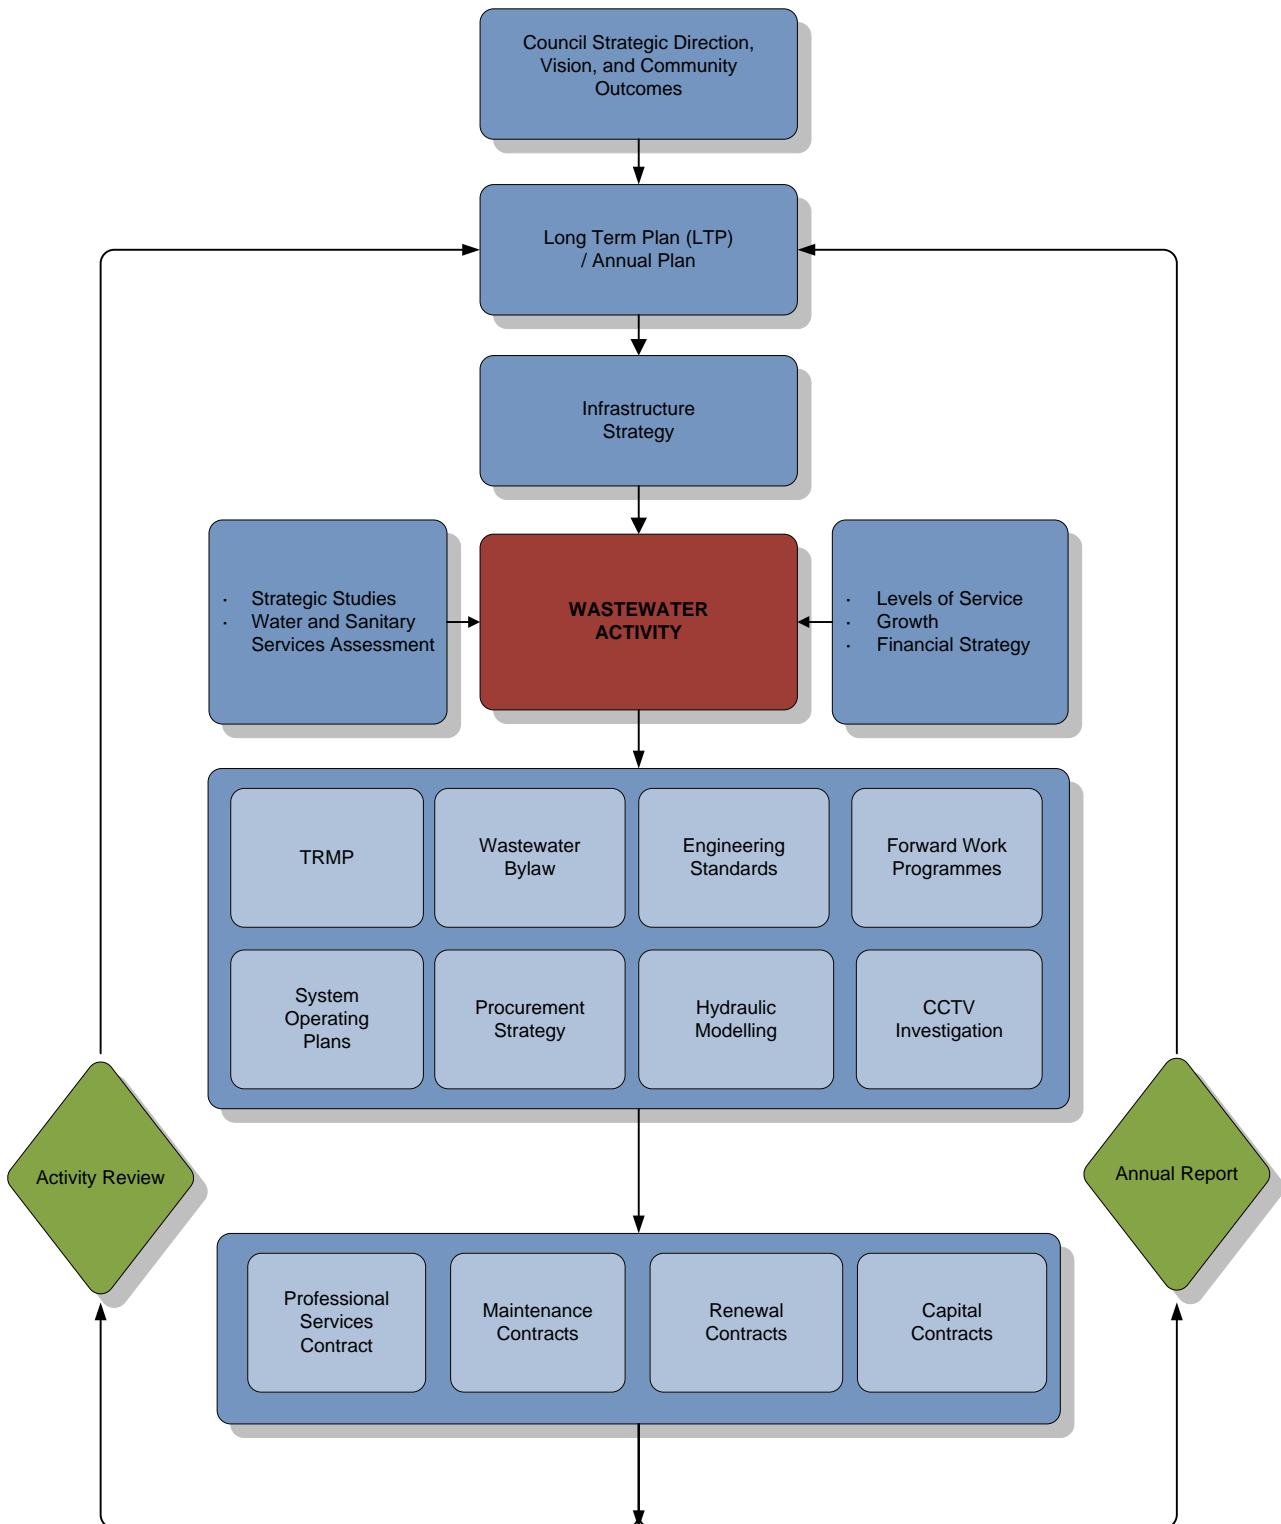 Council Strategic Direction,
Vision, and Community
Outcomes
Long Term Plan (LTP)
/ Annual Plan
Infrastructure
Strategy
· Strategic Studies
· Water and Sanitary
Services Assessment
WASTEWATER
ACTIVITY
· Levels of Service
· Growth
· Financial Strategy
TRMP
Wastewater
Bylaw
Engineering
Standards
Forward Work
Programmes
System
Operating
Plans
Procurement
Strategy
Hydraulic
Modelling
CCTV
Investigation
Activity Review
Annual Report
Professional
Services
Contract
Maintenance
Contracts
Renewal
Contracts
Capital
Contracts